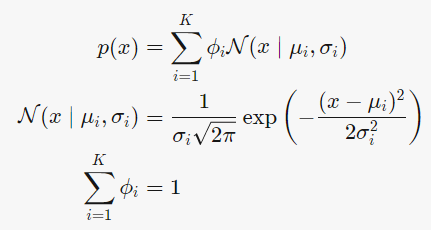 p(x) = \sum_{i=1}^{K} \phi_i \mathcal{N}(x \mid \mu_i, \sigma_i)
\mathcal{N}(x \mid \mu_i, \sigma_i) = \frac{1}{\sigma_i \sqrt{2\pi}} \exp\left(-\frac{(x - \mu_i)^2}{2\sigma_i^2}\right)
\sum_{i=1}^{K} \phi_i = 1